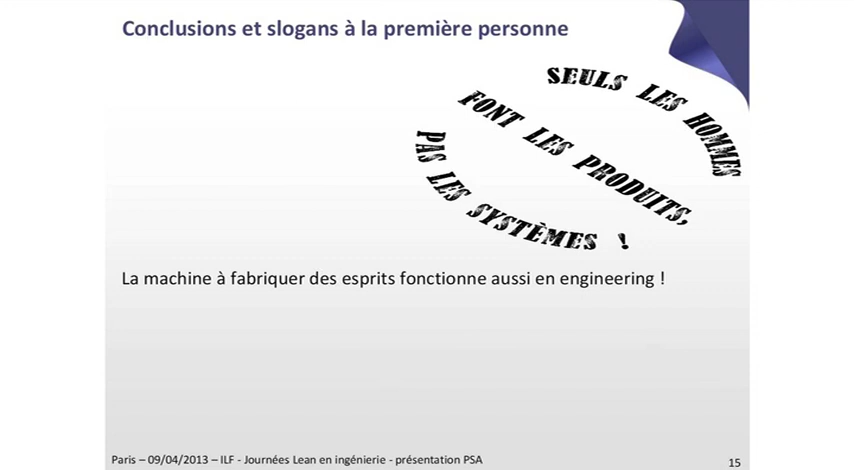 Conclusions et slogans à la première personne
SEULS LES HOMMES
FONT LES PRODUITS,
PAS LES SYSTÈMES !
La machine à fabriquer des esprits fonctionne aussi en engineering !
Paris – 09/04/2013 – ILF - Journées Lean en ingénierie - présentation PSA
15